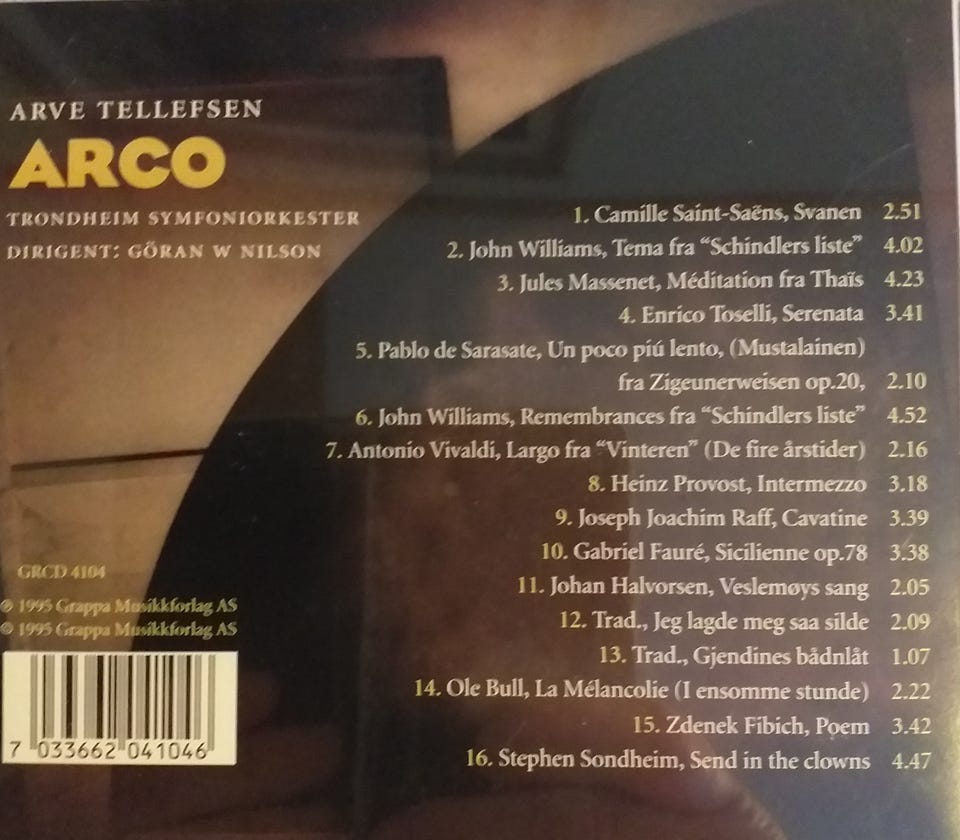 ARVE TELLEFSEN
ARCO
TRONDHEIM SYMFONIORKESTER
DIRIGENT: GÖRAN W NILSON
1. Camille Saint-Saëns, Svanen 2.51
2. John Williams, Tema fra “Schindlers liste” 4.02
3. Jules Massenet, Méditation fra Thaïs 4.23
4. Enrico Toselli, Serenata 3.41
5. Pablo de Sarasate, Un poco piú lento, (Mustalainen)
fra Zigeunerweisen op.20, 2.10
6. John Williams, Remembrances fra “Schindlers liste” 4.52
7. Antonio Vivaldi, Largo fra “Vinteren” (De fire årstider) 2.16
8. Heinz Provost, Intermezzo 3.18
9. Joseph Joachim Raff, Cavatine 3.39
10. Gabriel Fauré, Sicilienne op.78 3.38
11. Johan Halvorsen, Veslemøys sang 2.05
12. Trad., Jeg lagde meg saa silde 2.09
13. Trad., Gjendines bådnlåt 1.07
14. Ole Bull, La Mélancolie (I ensomme stunde) 2.22
15. Zdenek Fibich, Poem 3.42
16. Stephen Sondheim, Send in the clowns 4.47
GRCD 4104
℗ 1995 Grappa Musikkforlag AS
© 1995 Grappa Musikkforlag AS
7 033662 041046